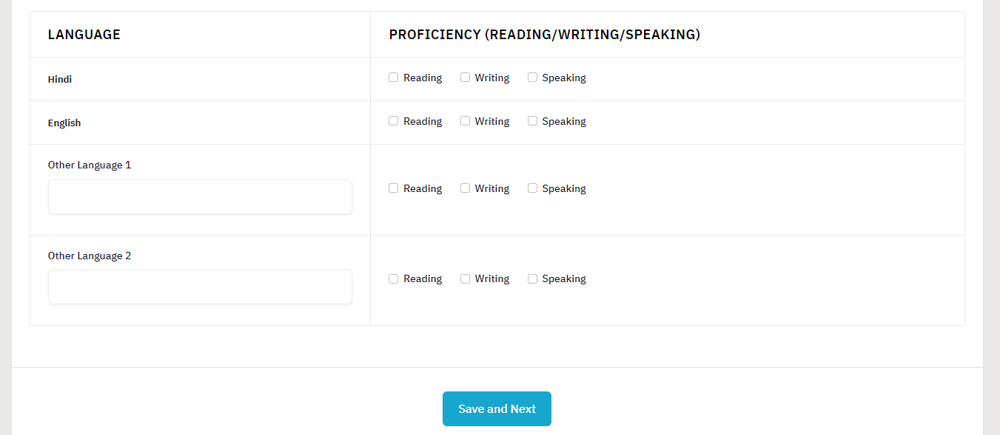 LANGUAGE PROFICIENCY (READING/WRITING/SPEAKING)
Hindi Reading Writing Speaking
English Reading Writing Speaking
Other Language 1
Reading Writing Speaking
Other Language 2
Reading Writing Speaking
Save and Next